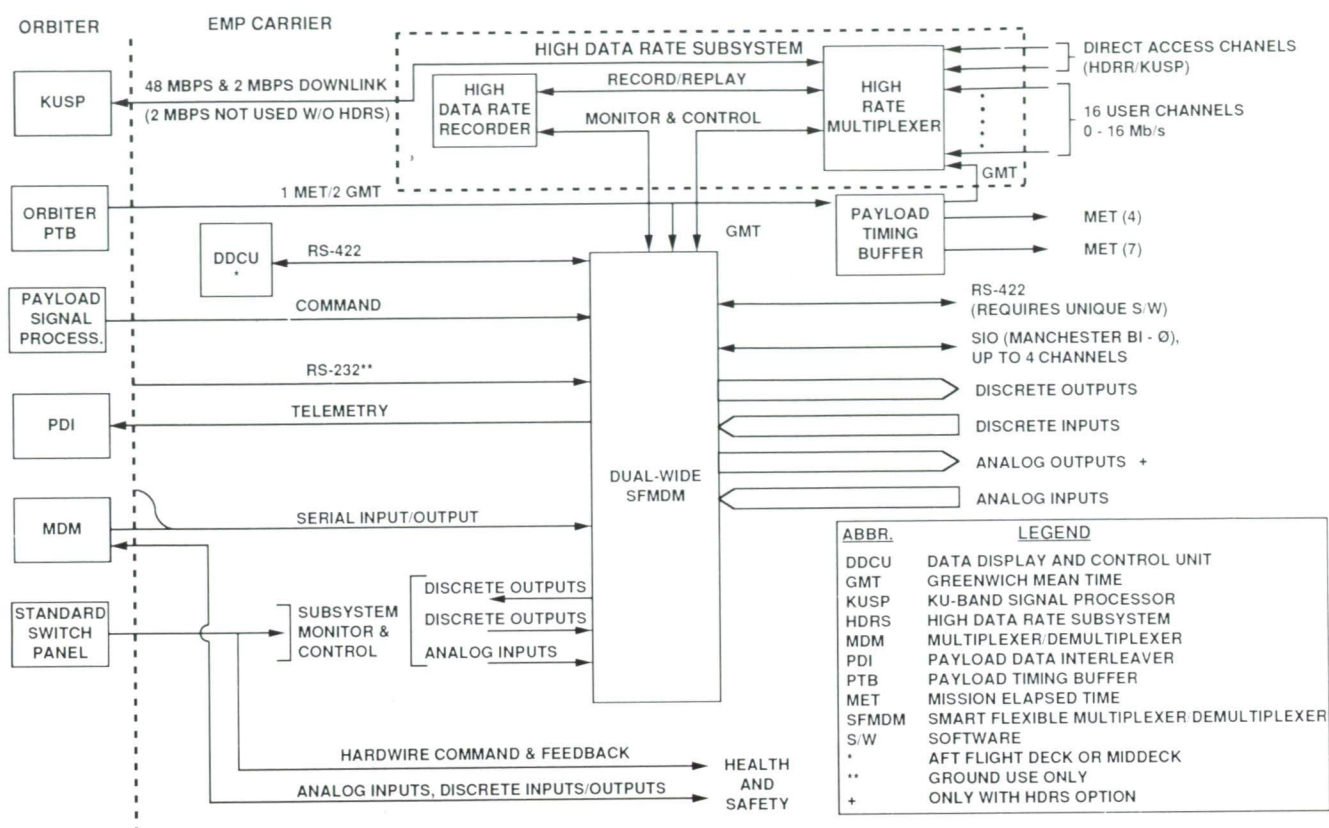 ORBITER
EMP CARRIER
HIGH DATA RATE SUBSYSTEM
KUSP
48 MBPS & 2 MBPS DOWNLINK
(2 MBPS NOT USED W/O HDRS)
HIGH
DATA RATE
RECORDER
RECORD/REPLAY
MONITOR & CONTROL
HIGH
RATE
MULTIPLEXER
DIRECT ACCESS CHANELS
(HDRR/KUSP)
16 USER CHANNELS
0 - 16 Mb/s
GMT
ORBITER
PTB
1 MET/2 GMT
GMT
PAYLOAD
TIMING
BUFFER
MET (4)
MET (7)
DDCU
*
RS-422
PAYLOAD
SIGNAL
PROCESS.
COMMAND
RS-232**
PDI
TELEMETRY
MDM
SERIAL INPUT/OUTPUT
DUAL-WIDE
SFMDM
RS-422
(REQUIRES UNIQUE S/W)
SIO (MANCHESTER BI - Ø),
UP TO 4 CHANNELS
DISCRETE OUTPUTS
DISCRETE INPUTS
ANALOG OUTPUTS +
ANALOG INPUTS
STANDARD
SWITCH
PANEL
SUBSYSTEM
MONITOR &
CONTROL
DISCRETE OUTPUTS
DISCRETE OUTPUTS
ANALOG INPUTS
HARDWIRE COMMAND & FEEDBACK
ANALOG INPUTS, DISCRETE INPUTS/OUTPUTS
HEALTH
AND
SAFETY
ABBR. LEGEND
DDCU DATA DISPLAY AND CONTROL UNIT
GMT GREENWICH MEAN TIME
KUSP KU-BAND SIGNAL PROCESSOR
HDRS HIGH DATA RATE SUBSYSTEM
MDM MULTIPLEXER/DEMULTIPLEXER
PDI PAYLOAD DATA INTERLEAVER
PTB PAYLOAD TIMING BUFFER
MET MISSION ELAPSED TIME
SFMDM SMART FLEXIBLE MULTIPLEXER/DEMULTIPLEXER
S/W SOFTWARE
* AFT FLIGHT DECK OR MIDDECK
** GROUND USE ONLY
+ ONLY WITH HDRS OPTION